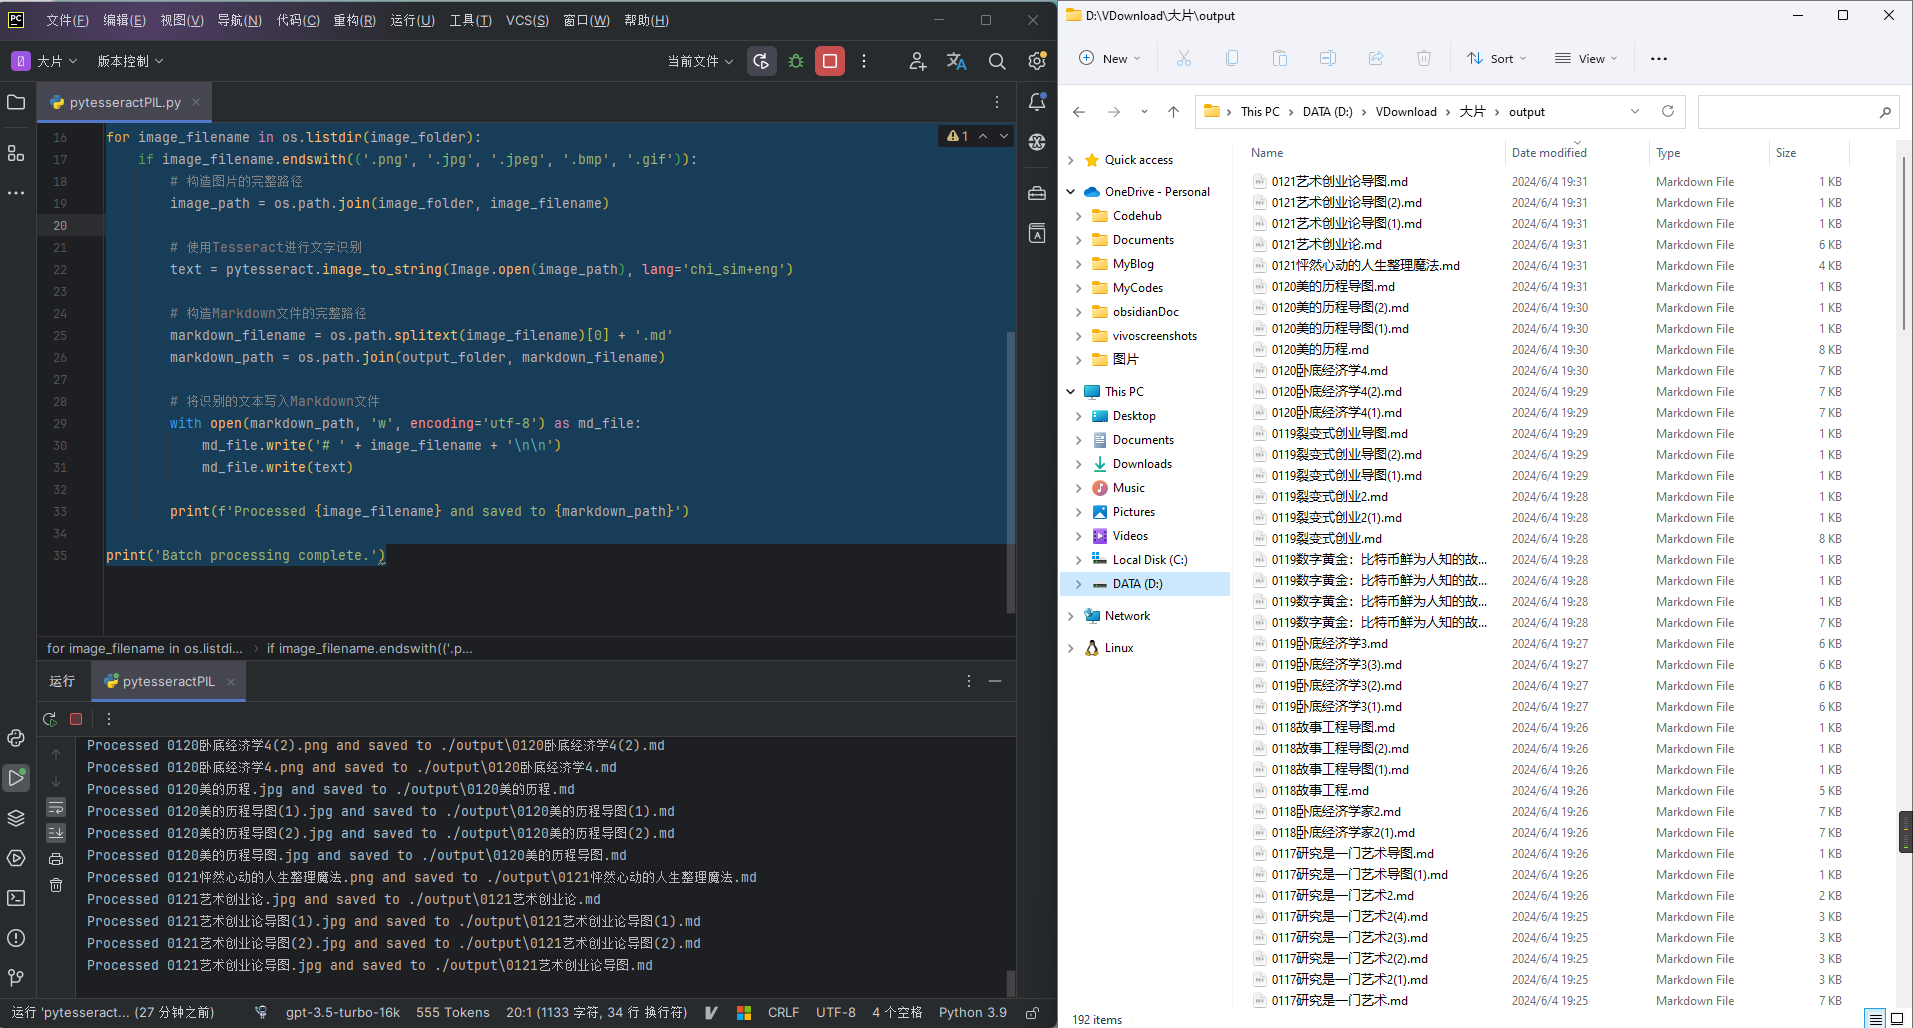 文件(F) 编辑(E) 视图(V) 导航(N) 代码(C) 重构(R) 运行(U) 工具(T) VCS(S) 窗口(W) 帮助(H)
大片 版本控制 当前文件
pytesseractPIL.py
16 for image_filename in os.listdir(image_folder):
1
17 if image_filename.endswith(('.png', '.jpg', '.jpeg', '.bmp', '.gif')):
18 # 构造图片的完整路径
19 image_path = os.path.join(image_folder, image_filename)
20
21 # 使用Tesseract进行文字识别
22 text = pytesseract.image_to_string(Image.open(image_path), lang='chi_sim+eng')
23
24 # 构造Markdown文件的完整路径
25 markdown_filename = os.path.splitext(image_filename)[0] + '.md'
26 markdown_path = os.path.join(output_folder, markdown_filename)
27
28 # 将识别的文本写入Markdown文件
29 with open(markdown_path, 'w', encoding='utf-8') as md_file:
30 md_file.write('# ' + image_filename + '\n\n')
31 md_file.write(text)
32
33 print(f'Processed {image_filename} and saved to {markdown_path}')
34
35 print('Batch processing complete.')
for image_filename in os.listdi... › if image_filename.endswith(('.p...
运行 pytesseractPIL
Processed 0120卧底经济学4(2).png and saved to ./output\0120卧底经济学4(2).md
Processed 0120卧底经济学4.png and saved to ./output\0120卧底经济学4.md
Processed 0120美的历程.jpg and saved to ./output\0120美的历程.md
Processed 0120美的历程导图(1).jpg and saved to ./output\0120美的历程导图(1).md
Processed 0120美的历程导图(2).jpg and saved to ./output\0120美的历程导图(2).md
Processed 0120美的历程导图.jpg and saved to ./output\0120美的历程导图.md
Processed 0121怦然心动的人生整理魔法.png and saved to ./output\0121怦然心动的人生整理魔法.md
Processed 0121艺术创业论.jpg and saved to ./output\0121艺术创业论.md
Processed 0121艺术创业论导图(1).jpg and saved to ./output\0121艺术创业论导图(1).md
Processed 0121艺术创业论导图(2).jpg and saved to ./output\0121艺术创业论导图(2).md
Processed 0121艺术创业论导图.jpg and saved to ./output\0121艺术创业论导图.md
运行 'pytesseract... (27 分钟之前) gpt-3.5-turbo-16k 555 Tokens 20:1 (1133 字符, 34 行 换行符) CRLF UTF-8 4 个空格 Python 3.9
D:\VDownload\大片\output
New Sort View
This PC › DATA (D:) › VDownload › 大片 › output
Quick access
OneDrive - Personal
Codehub
Documents
MyBlog
MyCodes
obsidianDoc
vivoscreenshots
图片
This PC
Desktop
Documents
Downloads
Music
Pictures
Videos
Local Disk (C:)
DATA (D:)
Network
Linux
Name Date modified Type Size
0121艺术创业论导图.md 2024/6/4 19:31 Markdown File 1 KB
0121艺术创业论导图(2).md 2024/6/4 19:31 Markdown File 1 KB
0121艺术创业论导图(1).md 2024/6/4 19:31 Markdown File 1 KB
0121艺术创业论.md 2024/6/4 19:31 Markdown File 6 KB
0121怦然心动的人生整理魔法.md 2024/6/4 19:31 Markdown File 4 KB
0120美的历程导图.md 2024/6/4 19:31 Markdown File 1 KB
0120美的历程导图(2).md 2024/6/4 19:30 Markdown File 1 KB
0120美的历程导图(1).md 2024/6/4 19:30 Markdown File 1 KB
0120美的历程.md 2024/6/4 19:30 Markdown File 8 KB
0120卧底经济学4.md 2024/6/4 19:30 Markdown File 7 KB
0120卧底经济学4(2).md 2024/6/4 19:29 Markdown File 7 KB
0120卧底经济学4(1).md 2024/6/4 19:29 Markdown File 7 KB
0119裂变式创业导图.md 2024/6/4 19:29 Markdown File 1 KB
0119裂变式创业导图(2).md 2024/6/4 19:29 Markdown File 1 KB
0119裂变式创业导图(1).md 2024/6/4 19:29 Markdown File 1 KB
0119裂变式创业2.md 2024/6/4 19:28 Markdown File 1 KB
0119裂变式创业2(1).md 2024/6/4 19:28 Markdown File 1 KB
0119裂变式创业.md 2024/6/4 19:28 Markdown File 8 KB
0119数字黄金：比特币鲜为人知的故... 2024/6/4 19:28 Markdown File 1 KB
0119数字黄金：比特币鲜为人知的故... 2024/6/4 19:28 Markdown File 1 KB
0119数字黄金：比特币鲜为人知的故... 2024/6/4 19:28 Markdown File 1 KB
0119数字黄金：比特币鲜为人知的故... 2024/6/4 19:28 Markdown File 7 KB
0119卧底经济学3.md 2024/6/4 19:27 Markdown File 6 KB
0119卧底经济学3(3).md 2024/6/4 19:27 Markdown File 6 KB
0119卧底经济学3(2).md 2024/6/4 19:27 Markdown File 6 KB
0119卧底经济学3(1).md 2024/6/4 19:27 Markdown File 6 KB
0118故事工程导图.md 2024/6/4 19:26 Markdown File 1 KB
0118故事工程导图(2).md 2024/6/4 19:26 Markdown File 1 KB
0118故事工程导图(1).md 2024/6/4 19:26 Markdown File 1 KB
0118故事工程.md 2024/6/4 19:26 Markdown File 5 KB
0118卧底经济学家2.md 2024/6/4 19:26 Markdown File 7 KB
0118卧底经济学家2(1).md 2024/6/4 19:26 Markdown File 7 KB
0117研究是一门艺术导图.md 2024/6/4 19:26 Markdown File 1 KB
0117研究是一门艺术导图(1).md 2024/6/4 19:26 Markdown File 1 KB
0117研究是一门艺术2.md 2024/6/4 19:26 Markdown File 2 KB
0117研究是一门艺术2(4).md 2024/6/4 19:25 Markdown File 3 KB
0117研究是一门艺术2(3).md 2024/6/4 19:25 Markdown File 3 KB
0117研究是一门艺术2(2).md 2024/6/4 19:25 Markdown File 3 KB
0117研究是一门艺术2(1).md 2024/6/4 19:25 Markdown File 3 KB
0117研究是一门艺术.md 2024/6/4 19:25 Markdown File 7 KB
192 items